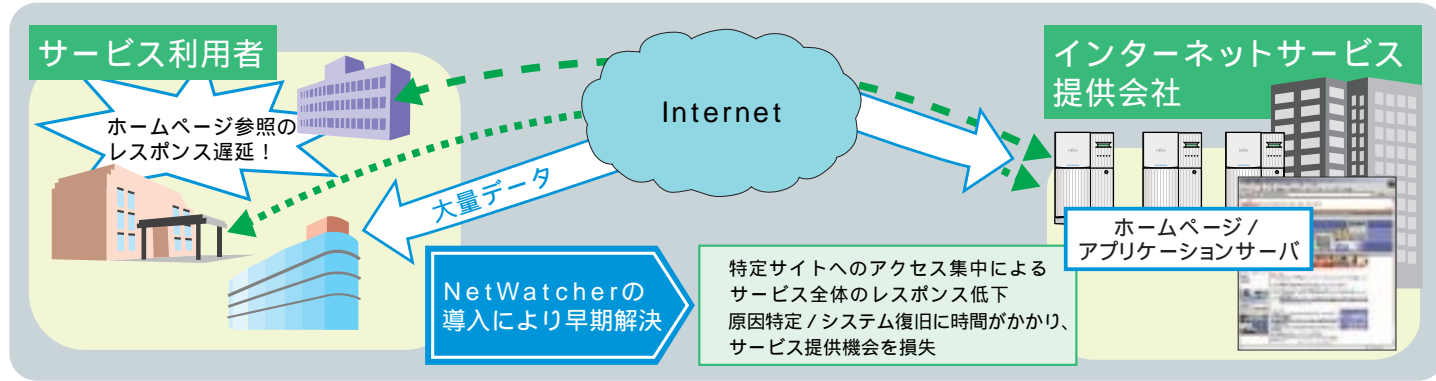 サービス利用者
ホームページ参照の
レスポンス遅延！
大量データ
Internet
インターネットサービス
提供会社
ホームページ /
アプリケーションサーバ
NetWatcherの
導入により早期解決
特定サイトへのアクセス集中による
サービス全体のレスポンス低下
原因特定 / システム復旧に時間がかかり、
サービス提供機会を損失